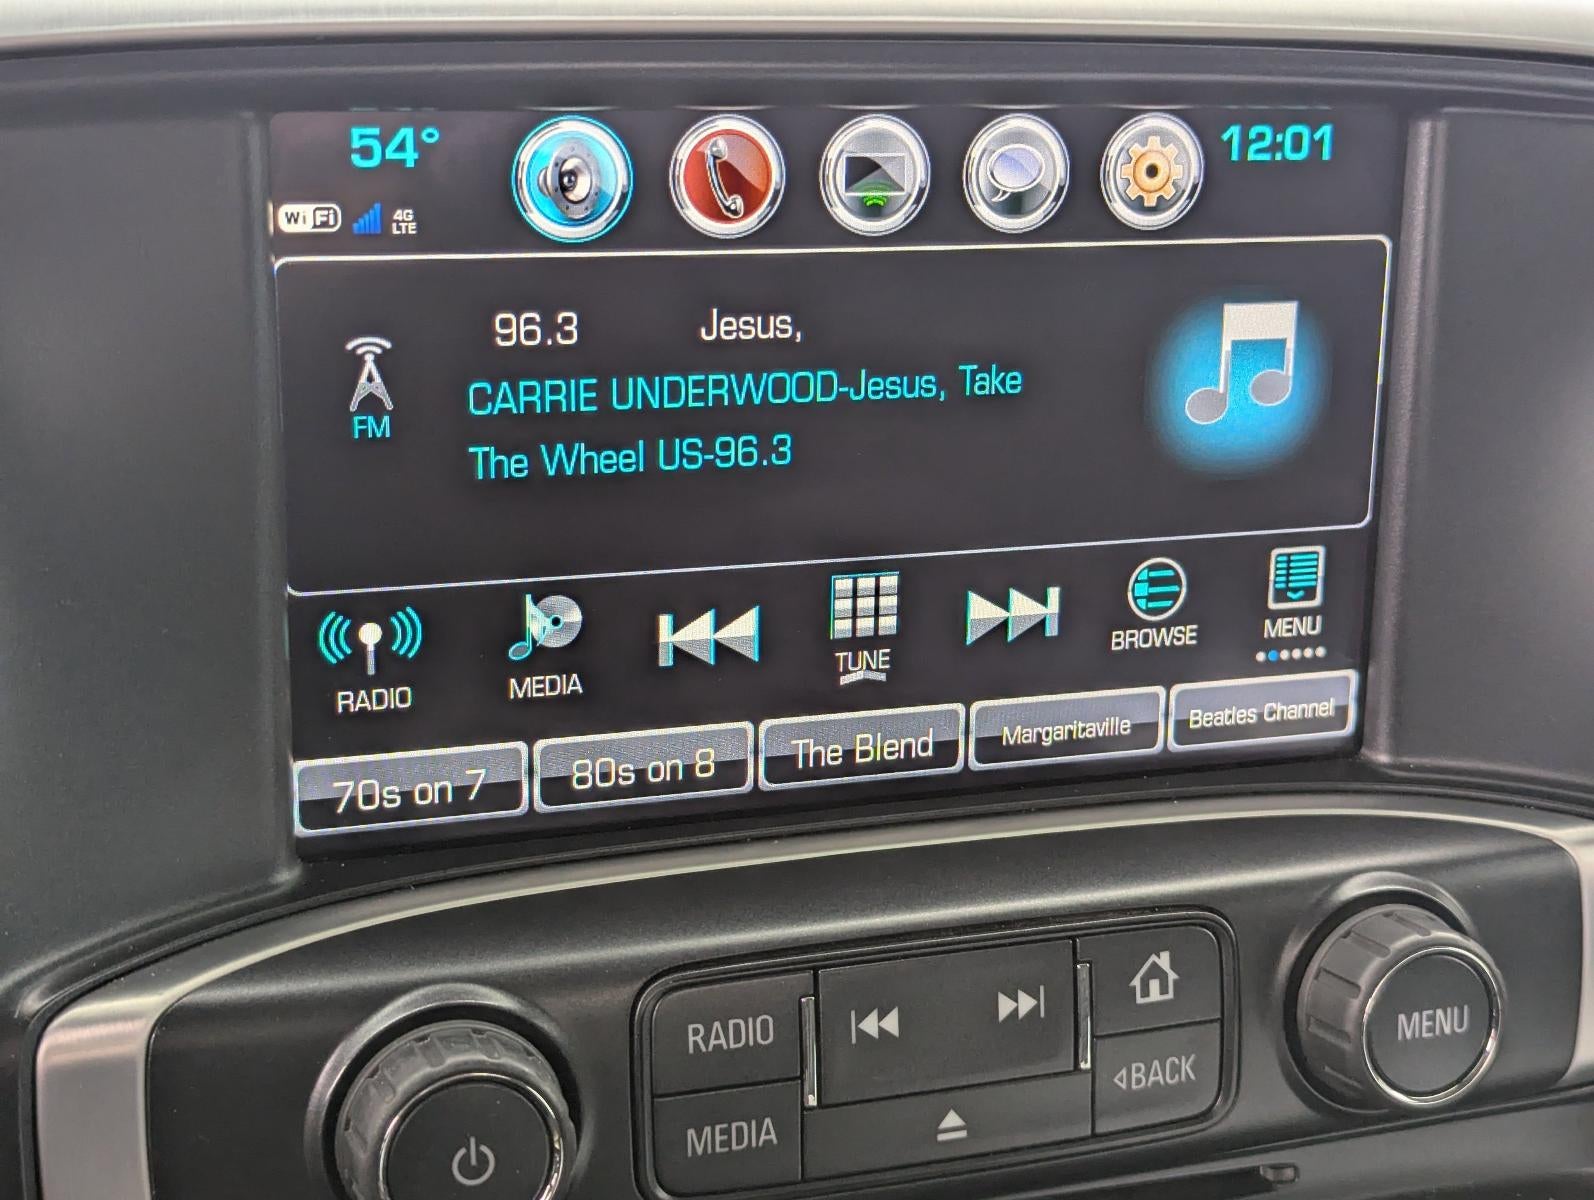 54° 12:01
WiFi 4G LTE
96.3 Jesus,
FM
CARRIE UNDERWOOD-Jesus, Take
The Wheel US-96.3
RADIO MEDIA TUNE BROWSE MENU
70s on 7 80s on 8 The Blend Margaritaville Beatles Channel
RADIO
MEDIA
BACK
MENU